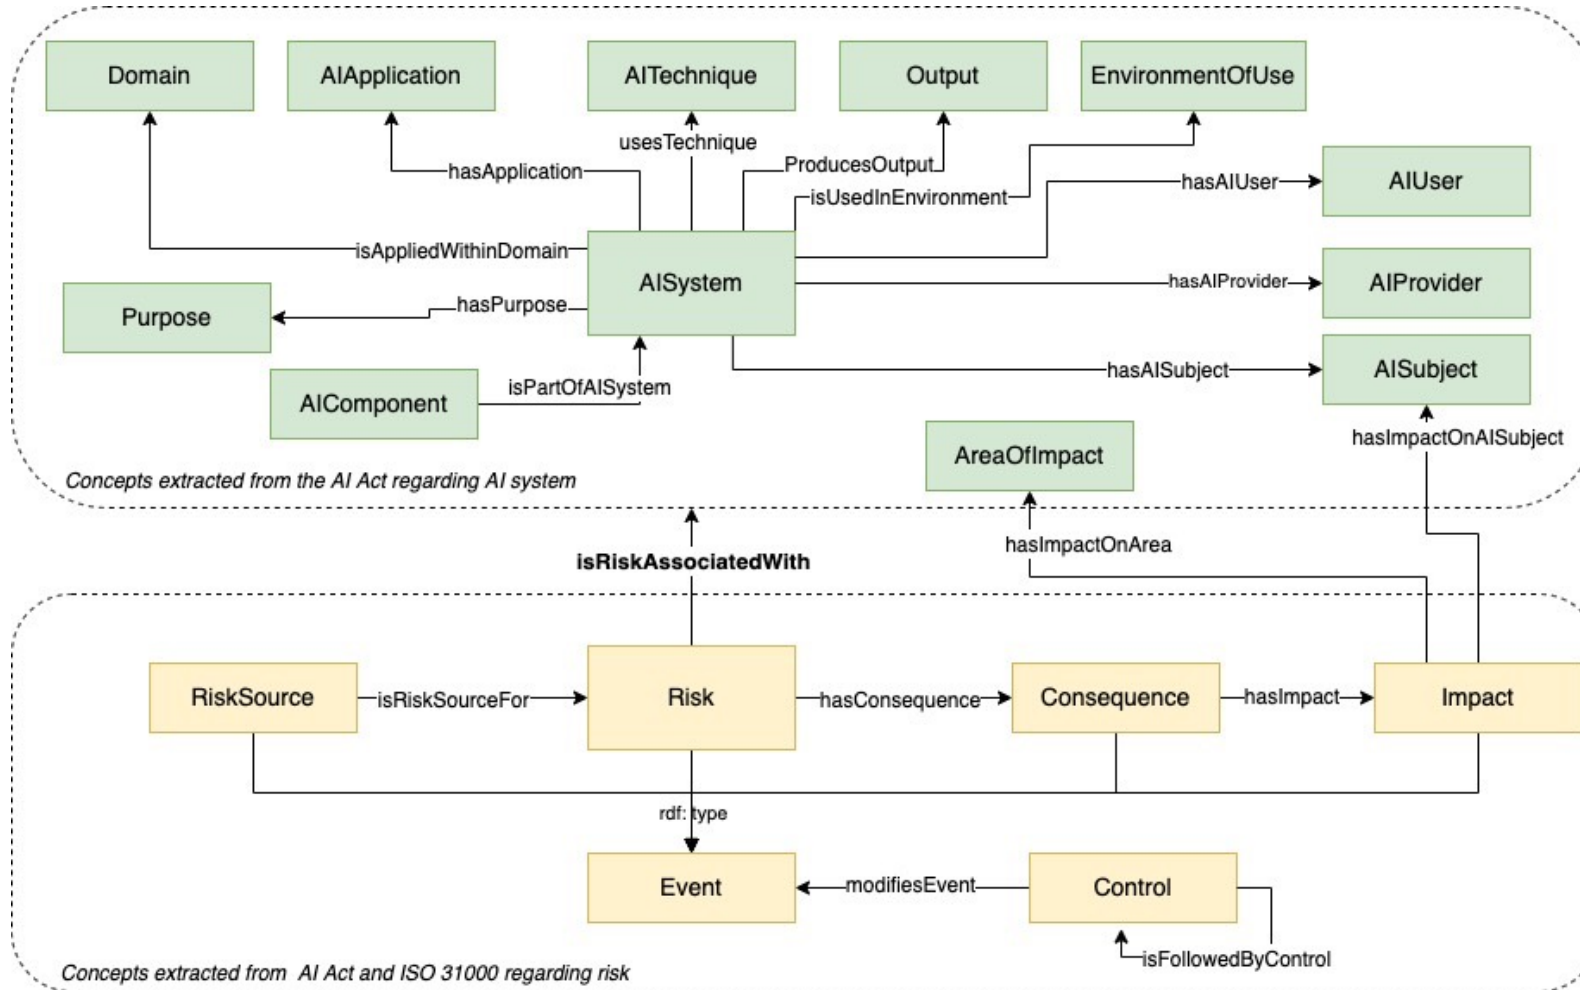 Domain
AIApplication
AITechnique
Output
EnvironmentOfUse
usesTechnique
hasApplication
ProducesOutput
isUsedInEnvironment
hasAIUser
AIUser
isAppliedWithinDomain
AISystem
hasAIProvider
AIProvider
Purpose
hasPurpose
hasAISubject
AISubject
AIComponent
isPartOfAISystem
hasImpactOnAISubject
AreaOfImpact
Concepts extracted from the AI Act regarding AI system
hasImpactOnArea
isRiskAssociatedWith
RiskSource
isRiskSourceFor
Risk
hasConsequence
Consequence
hasImpact
Impact
rdf: type
Event
modifiesEvent
Control
isFollowedByControl
Concepts extracted from AI Act and ISO 31000 regarding risk